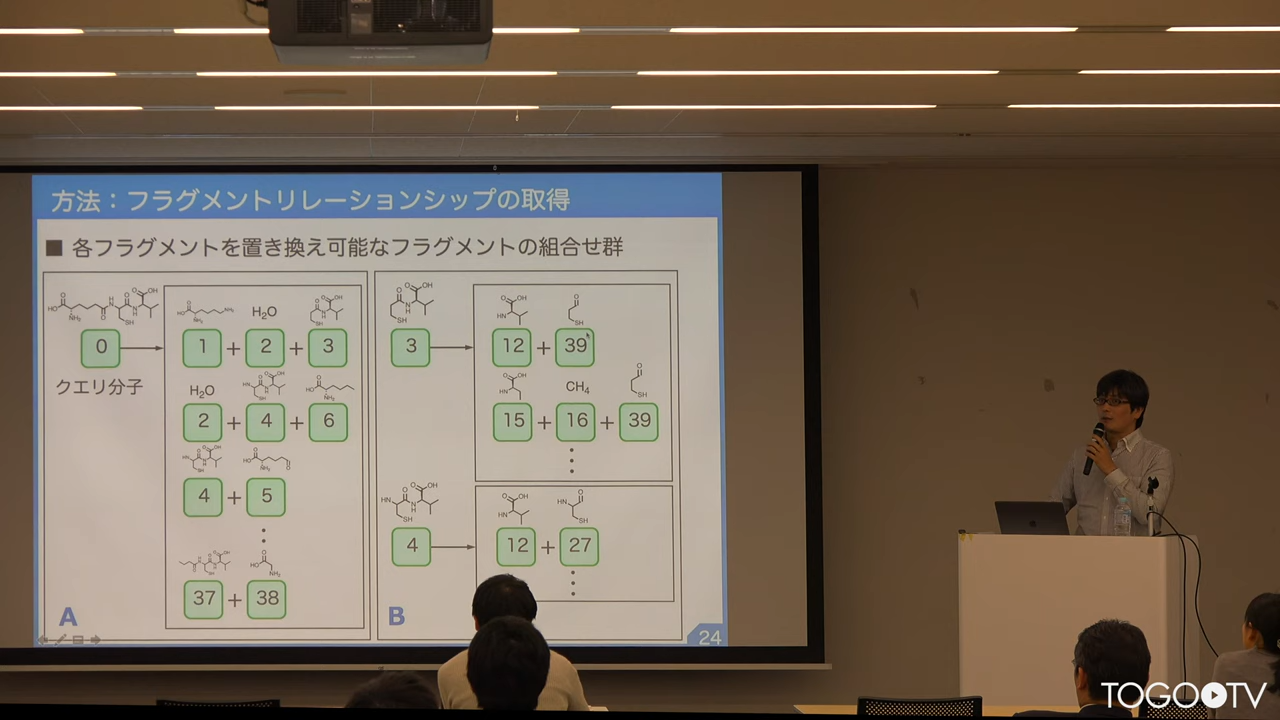 方法：フラグメントリレーションシップの取得
■ 各フラグメントを置き換え可能なフラグメントの組合せ群
H₂O
0 1 + 2 + 3
クエリ分子
H₂O
2 + 4 + 6
4 + 5
37 + 38
A
3 12 + 39
CH₄
15 + 16 + 39
4 12 + 27
B
24
TOGOTV